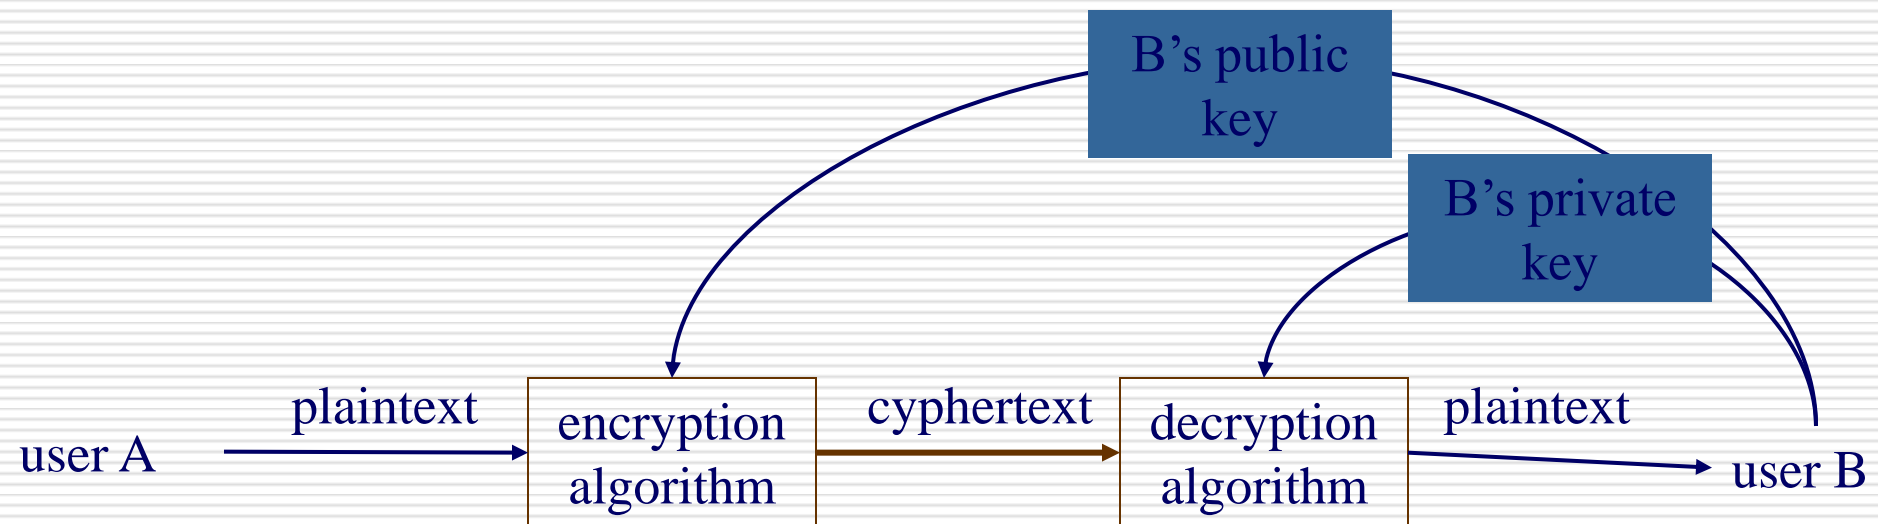 B’s public
key
B’s private
key
plaintext
cyphertext
plaintext
encryption
algorithm
decryption
algorithm
user A
user B